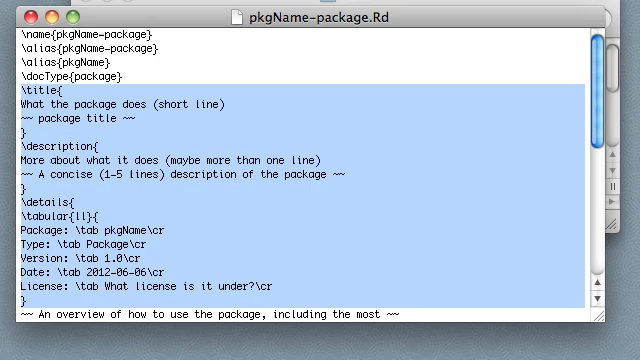 pkgName-package.Rd
\name{pkgName-package}
\alias{pkgName-package}
\alias{pkgName}
\docType{package}
\title{
What the package does (short line)
~~ package title ~~
}
\description{
More about what it does (maybe more than one line)
~~ A concise (1-5 lines) description of the package ~~
}
\details{
\tabular{ll}{
Package: \tab pkgName\cr
Type: \tab Package\cr
Version: \tab 1.0\cr
Date: \tab 2012-06-06\cr
License: \tab What license is it under?\cr
}
~~ An overview of how to use the package, including the most ~~